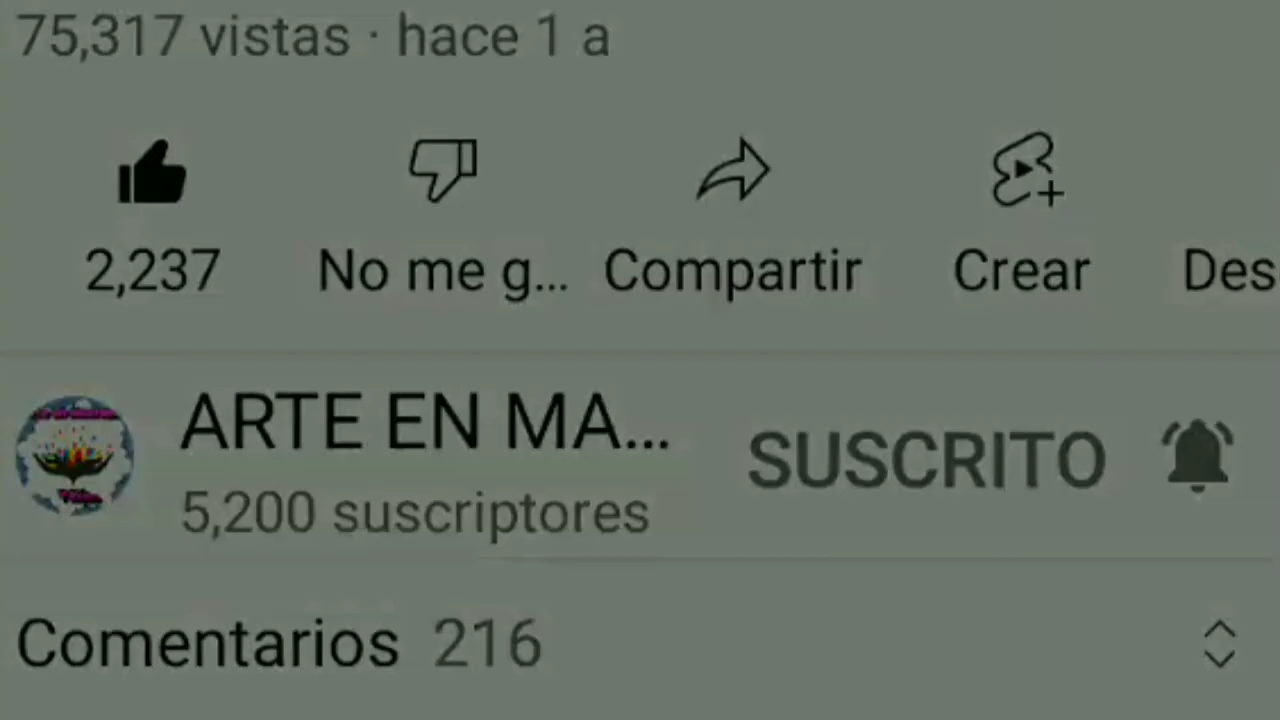 75,317 vistas · hace 1 a
2,237
No me g...
Compartir
Crear
Des
ARTE EN MA...
SUSCRITO
5,200 suscriptores
Comentarios 216